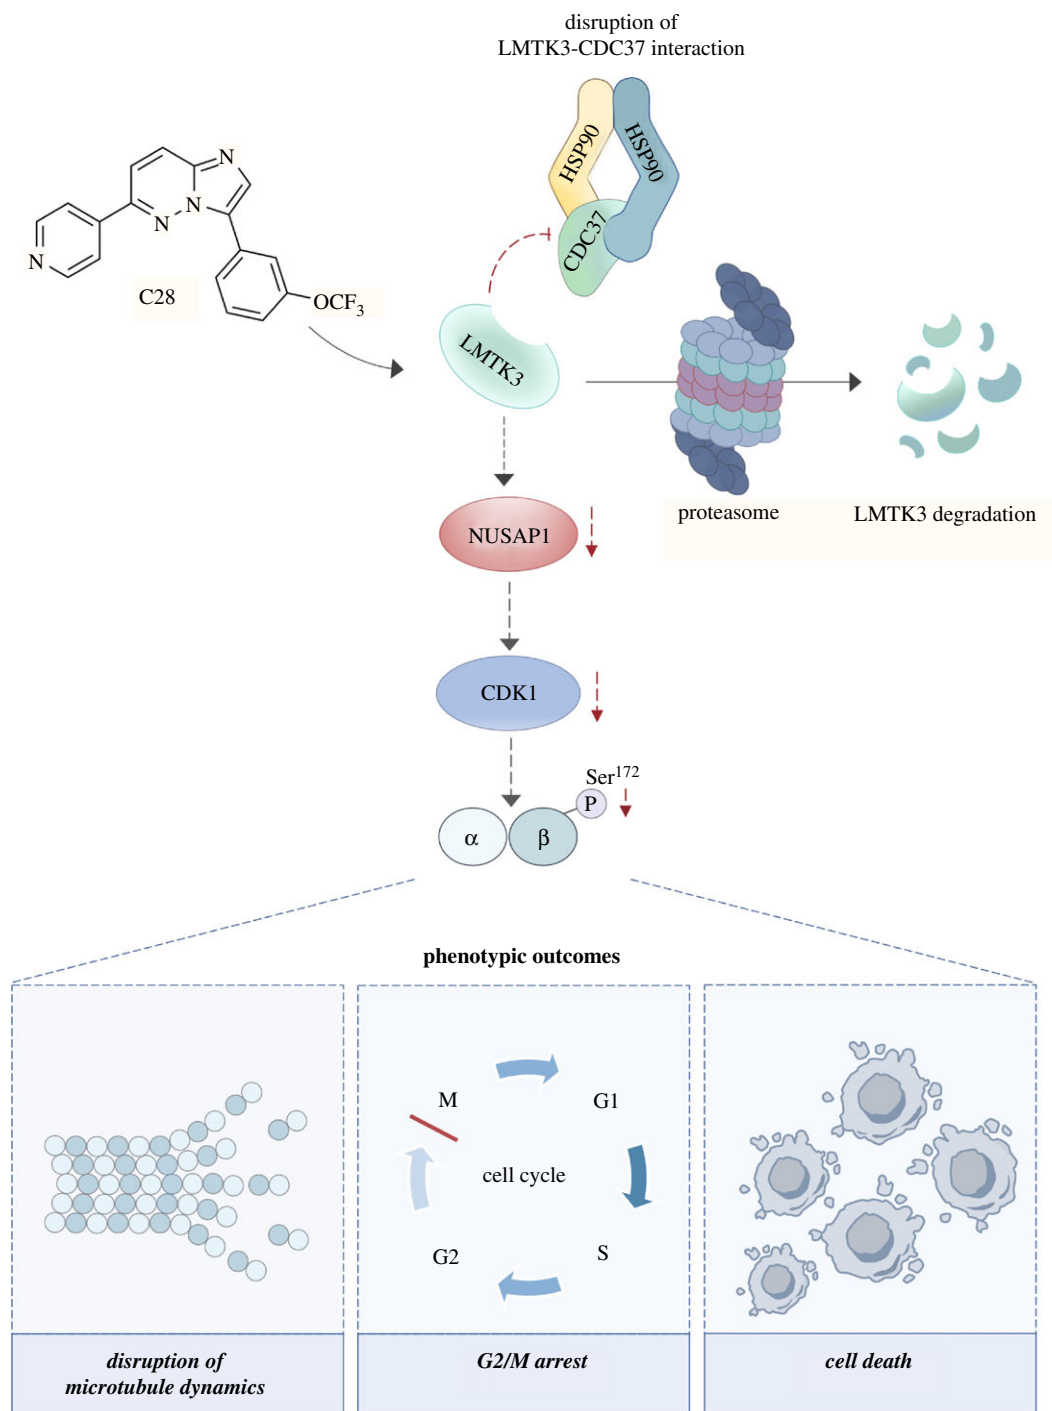 disruption of
LMTK3-CDC37 interaction
HSP90
HSP90
CDC37
N
N
N
N
OCF3
C28
LMTK3
proteasome
LMTK3 degradation
NUSAP1
CDK1
Ser172
P
α
β
phenotypic outcomes
M
G1
cell cycle
G2
S
disruption of
microtubule dynamics
G2/M arrest
cell death